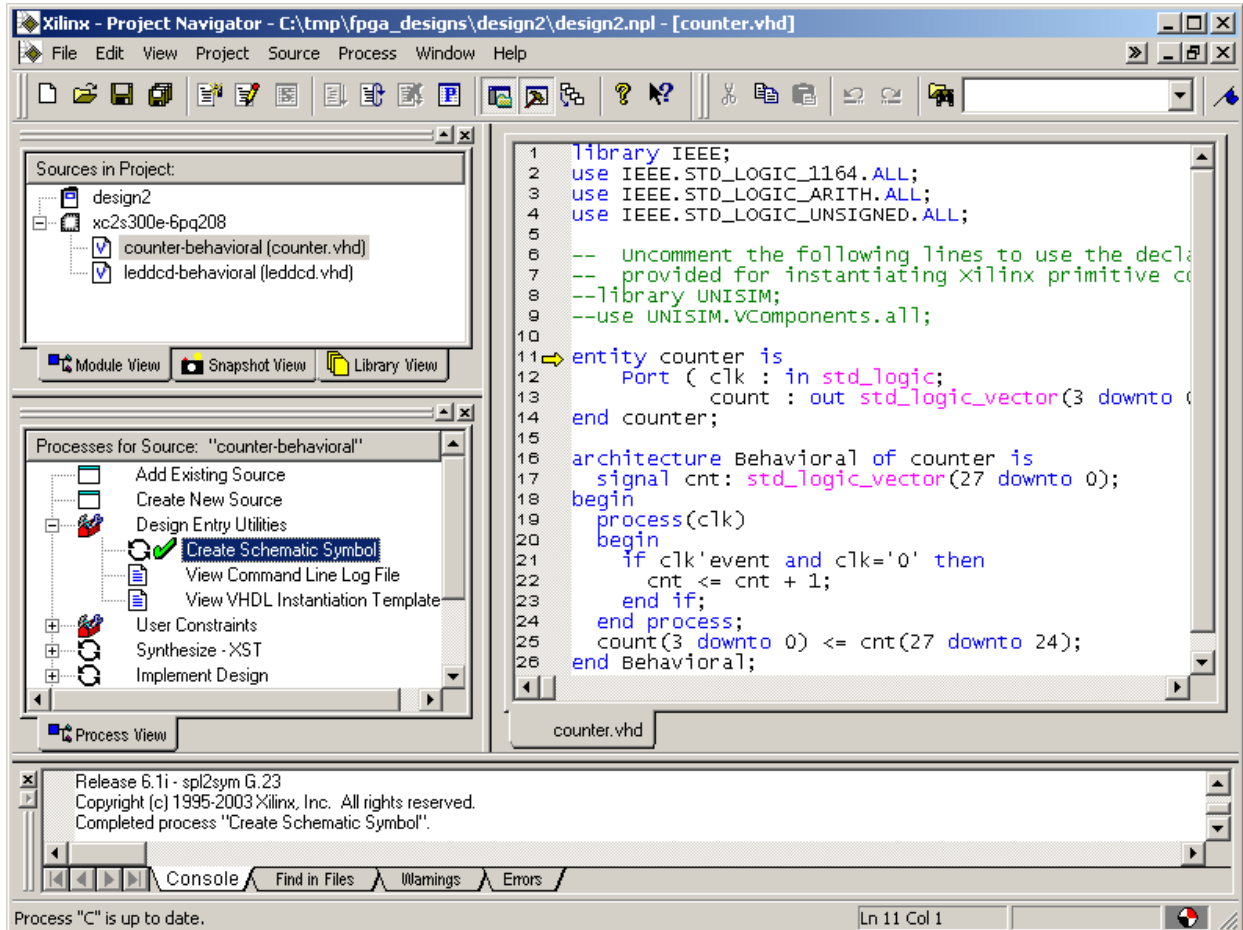 Xilinx - Project Navigator - C:\tmp\fpga_designs\design2\design2.npl - [counter.vhd]
File Edit View Project Source Process Window Help
Sources in Project:
design2
xc2s300e-6pq208
counter-behavioral (counter.vhd)
leddcd-behavioral (leddcd.vhd)
Module View Snapshot View Library View
Processes for Source: "counter-behavioral"
Add Existing Source
Create New Source
Design Entry Utilities
Create Schematic Symbol
View Command Line Log File
View VHDL Instantiation Template
User Constraints
Synthesize - XST
Implement Design
Process View
1 library IEEE;
2 use IEEE.STD_LOGIC_1164.ALL;
3 use IEEE.STD_LOGIC_ARITH.ALL;
4 use IEEE.STD_LOGIC_UNSIGNED.ALL;
5
6 --  Uncomment the following lines to use the decla
7 --  provided for instantiating Xilinx primitive co
8 --library UNISIM;
9 --use UNISIM.VComponents.all;
10
11 entity counter is
12     Port ( clk : in std_logic;
13            count : out std_logic_vector(3 downto 0
14 end counter;
15
16 architecture Behavioral of counter is
17   signal cnt: std_logic_vector(27 downto 0);
18 begin
19   process(clk)
20   begin
21     if clk'event and clk='0' then
22       cnt <= cnt + 1;
23     end if;
24   end process;
25   count(3 downto 0) <= cnt(27 downto 24);
26 end Behavioral;
counter.vhd
Release 6.1i - spl2sym G.23
Copyright (c) 1995-2003 Xilinx, Inc. All rights reserved.
Completed process "Create Schematic Symbol".
Console Find in Files Warnings Errors
Process "C" is up to date.
Ln 11 Col 1